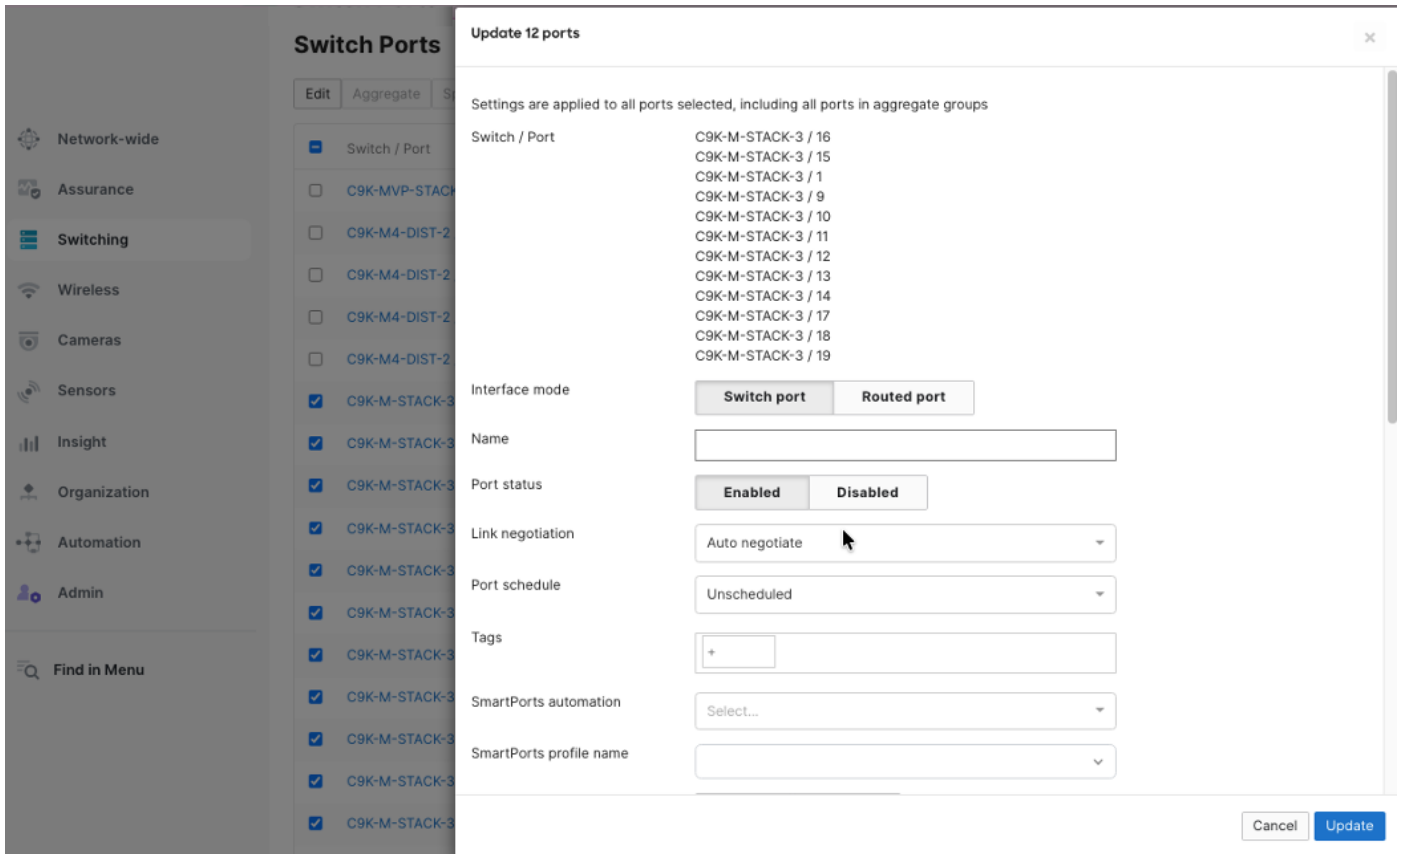 Network-wide
Assurance
Switching
Wireless
Cameras
Sensors
Insight
Organization
Automation
Admin
Find in Menu
Switch Ports
Edit
Aggregate
Switch / Port
C9K-MVP-STACK
C9K-M4-DIST-2
C9K-M4-DIST-2
C9K-M4-DIST-2
C9K-M4-DIST-2
C9K-M-STACK-3
C9K-M-STACK-3
C9K-M-STACK-3
C9K-M-STACK-3
C9K-M-STACK-3
C9K-M-STACK-3
C9K-M-STACK-3
C9K-M-STACK-3
C9K-M-STACK-3
C9K-M-STACK-3
C9K-M-STACK-3
Update 12 ports
×
Settings are applied to all ports selected, including all ports in aggregate groups
Switch / Port
C9K-M-STACK-3 / 16
C9K-M-STACK-3 / 15
C9K-M-STACK-3 / 1
C9K-M-STACK-3 / 9
C9K-M-STACK-3 / 10
C9K-M-STACK-3 / 11
C9K-M-STACK-3 / 12
C9K-M-STACK-3 / 13
C9K-M-STACK-3 / 14
C9K-M-STACK-3 / 17
C9K-M-STACK-3 / 18
C9K-M-STACK-3 / 19
Interface mode
Switch port
Routed port
Name
Port status
Enabled
Disabled
Link negotiation
Auto negotiate
Port schedule
Unscheduled
Tags
+
SmartPorts automation
Select...
SmartPorts profile name
Cancel
Update